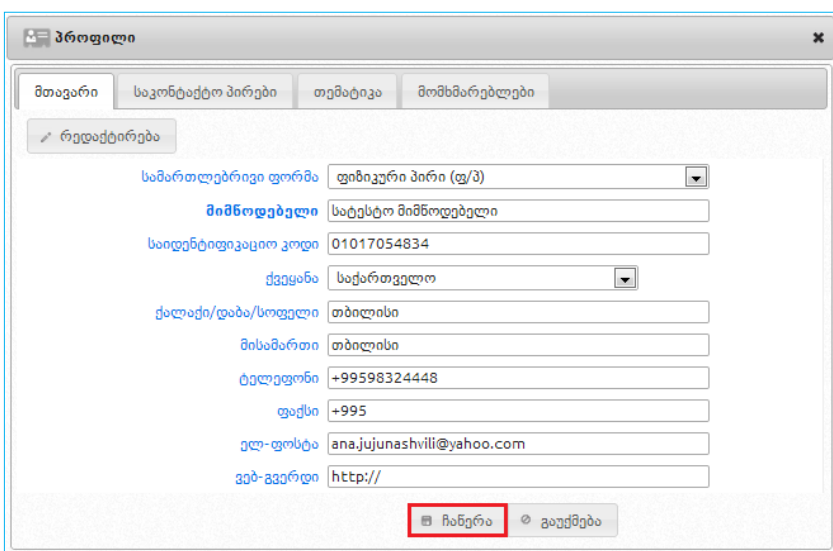 პროფილი
მთავარი საკონტაქტო პირები თემატიკა მომხმარებლები
რედაქტირება
სამართლებრივი ფორმა ფიზიკური პირი (ფ/პ)
მიმწოდებელი სატესტო მიმწოდებელი
საიდენტიფიკაციო კოდი 01017054834
ქვეყანა საქართველო
ქალაქი/დაბა/სოფელი თბილისი
მისამართი თბილისი
ტელეფონი +99598324448
ფაქსი +995
ელ-ფოსტა ana.jujunashvili@yahoo.com
ვებ-გვერდი http://
ჩაწერა გაუქმება